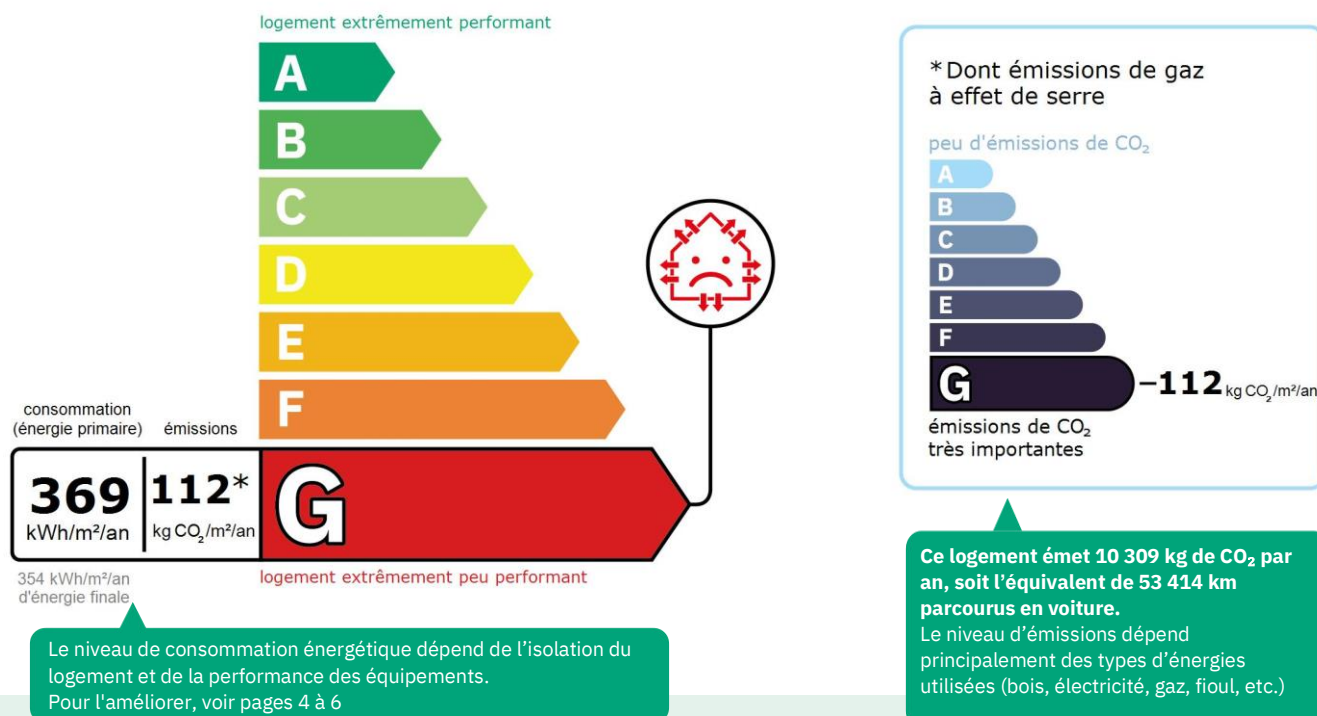 logement extrêmement performant
A
B
C
D
E
F
consommation
(énergie primaire)
émissions
369
kWh/m²/an
112*
kg CO₂/m²/an
G
354 kWh/m²/an
d'énergie finale
logement extrêmement peu performant
Le niveau de consommation énergétique dépend de l’isolation du
logement et de la performance des équipements.
Pour l'améliorer, voir pages 4 à 6
*Dont émissions de gaz
à effet de serre
peu d'émissions de CO₂
A
B
C
D
E
F
G
–112 kg CO₂/m²/an
émissions de CO₂
très importantes
Ce logement émet 10 309 kg de CO₂ par
an, soit l’équivalent de 53 414 km
parcourus en voiture.
Le niveau d’émissions dépend
principalement des types d’énergies
utilisées (bois, électricité, gaz, fioul, etc.)